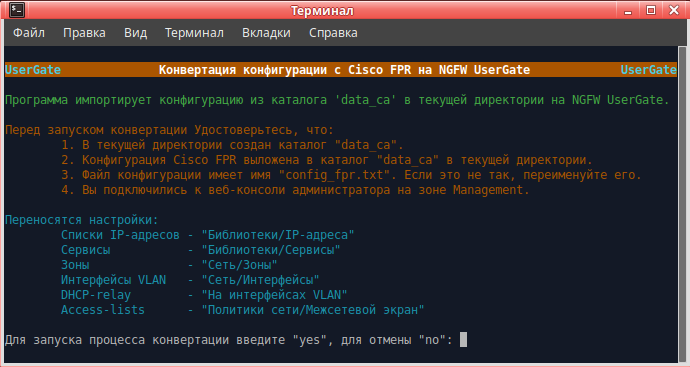 Терминал
Файл Правка Вид Терминал Вкладки Справка
UserGate Конвертация конфигурации с Cisco FPR на NGFW UserGate UserGate
Программа импортирует конфигурацию из каталога 'data_ca' в текущей директории на NGFW UserGate.
Перед запуском конвертации Удостоверьтесь, что:
1. В текущей директории создан каталог "data_ca".
2. Конфигурация Cisco FPR выложена в каталог "data_ca" в текущей директории.
3. Файл конфигурации имеет имя "config_fpr.txt". Если это не так, переименуйте его.
4. Вы подключились к веб-консоли администратора на зоне Management.
Переносятся настройки:
Списки IP-адресов - "Библиотеки/IP-адреса"
Сервисы - "Библиотеки/Сервисы"
Зоны - "Сеть/Зоны"
Интерфейсы VLAN - "Сеть/Интерфейсы"
DHCP-relay - "На интерфейсах VLAN"
Access-lists - "Политики сети/Межсетевой экран"
Для запуска процесса конвертации введите "yes", для отмены "no":